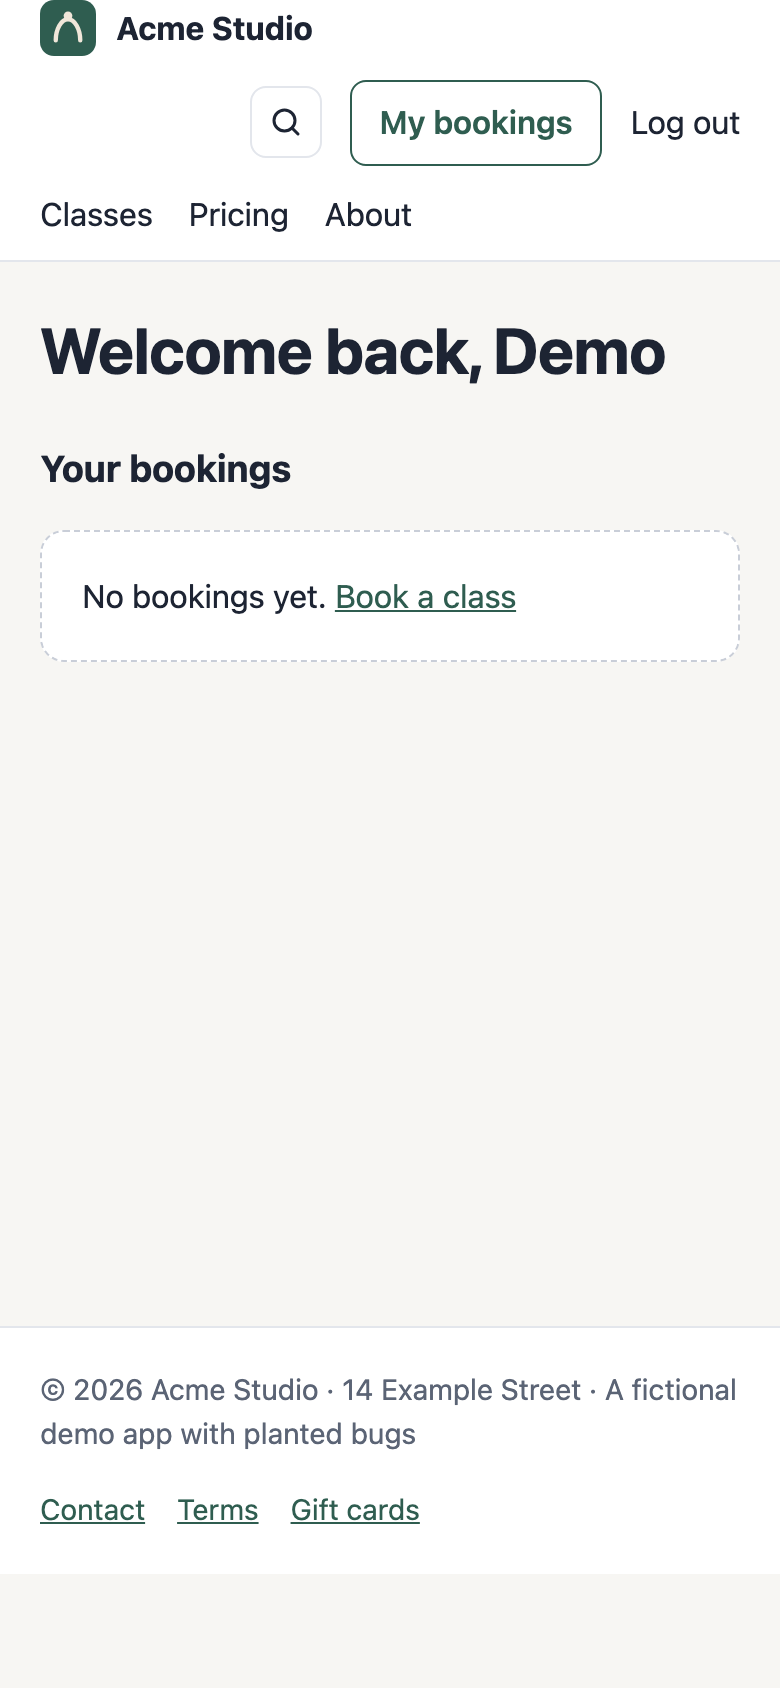 Acme Studio
My bookings Log out
Classes Pricing About
Welcome back, Demo
Your bookings
No bookings yet. Book a class
© 2026 Acme Studio · 14 Example Street · A fictional
demo app with planted bugs
Contact Terms Gift cards